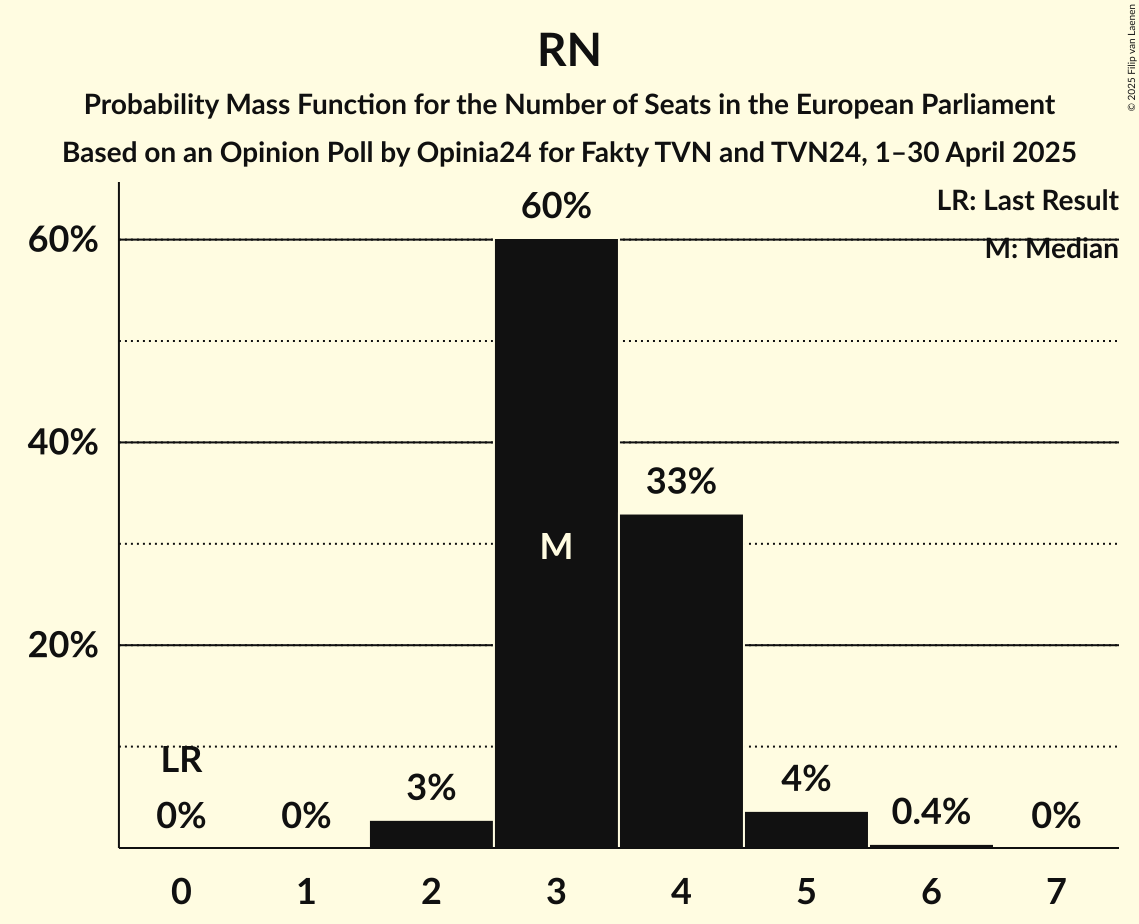 RN
Probability Mass Function for the Number of Seats in the European Parliament
Based on an Opinion Poll by Opinia24 for Fakty TVN and TVN24, 1–30 April 2025
© 2025 Filip van Laenen
LR: Last Result
M: Median
60%
40%
20%
LR
0%
0%
3%
60%
M
33%
4%
0.4%
0%
0 1 2 3 4 5 6 7